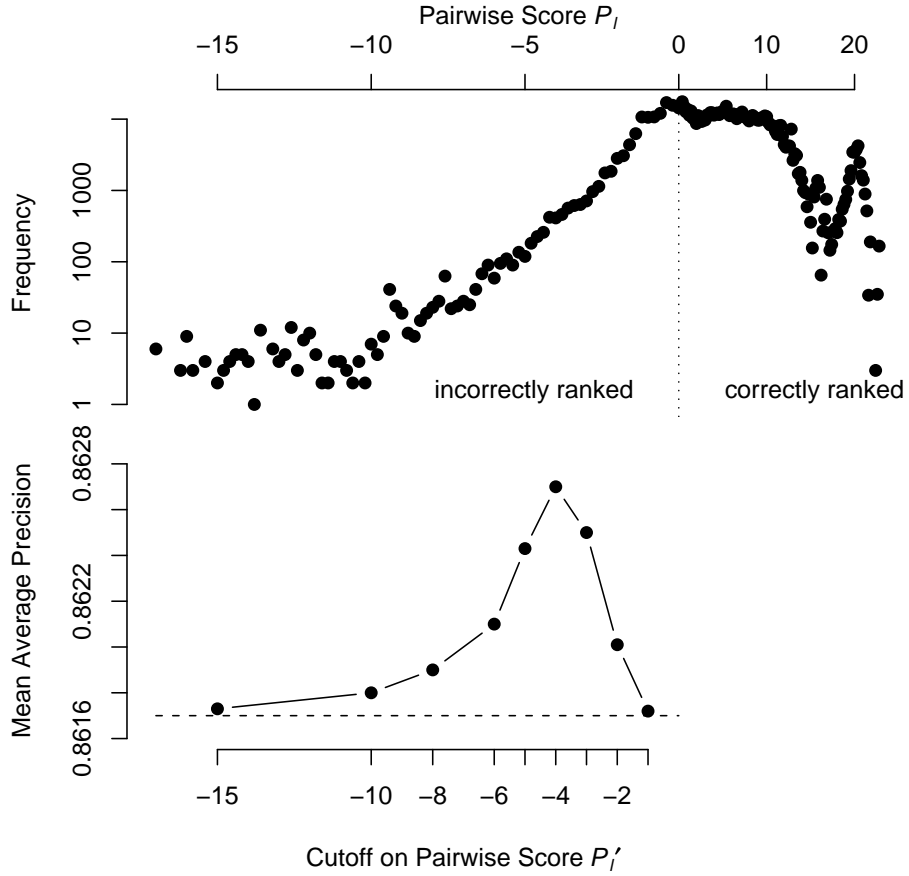 Pairwise Score P_l
−15 −10 −5 0 10 20
Frequency
1000
100
10
1
incorrectly ranked correctly ranked
Mean Average Precision
0.8628
0.8622
0.8616
−15 −10 −8 −6 −4 −2
Cutoff on Pairwise Score P_l′